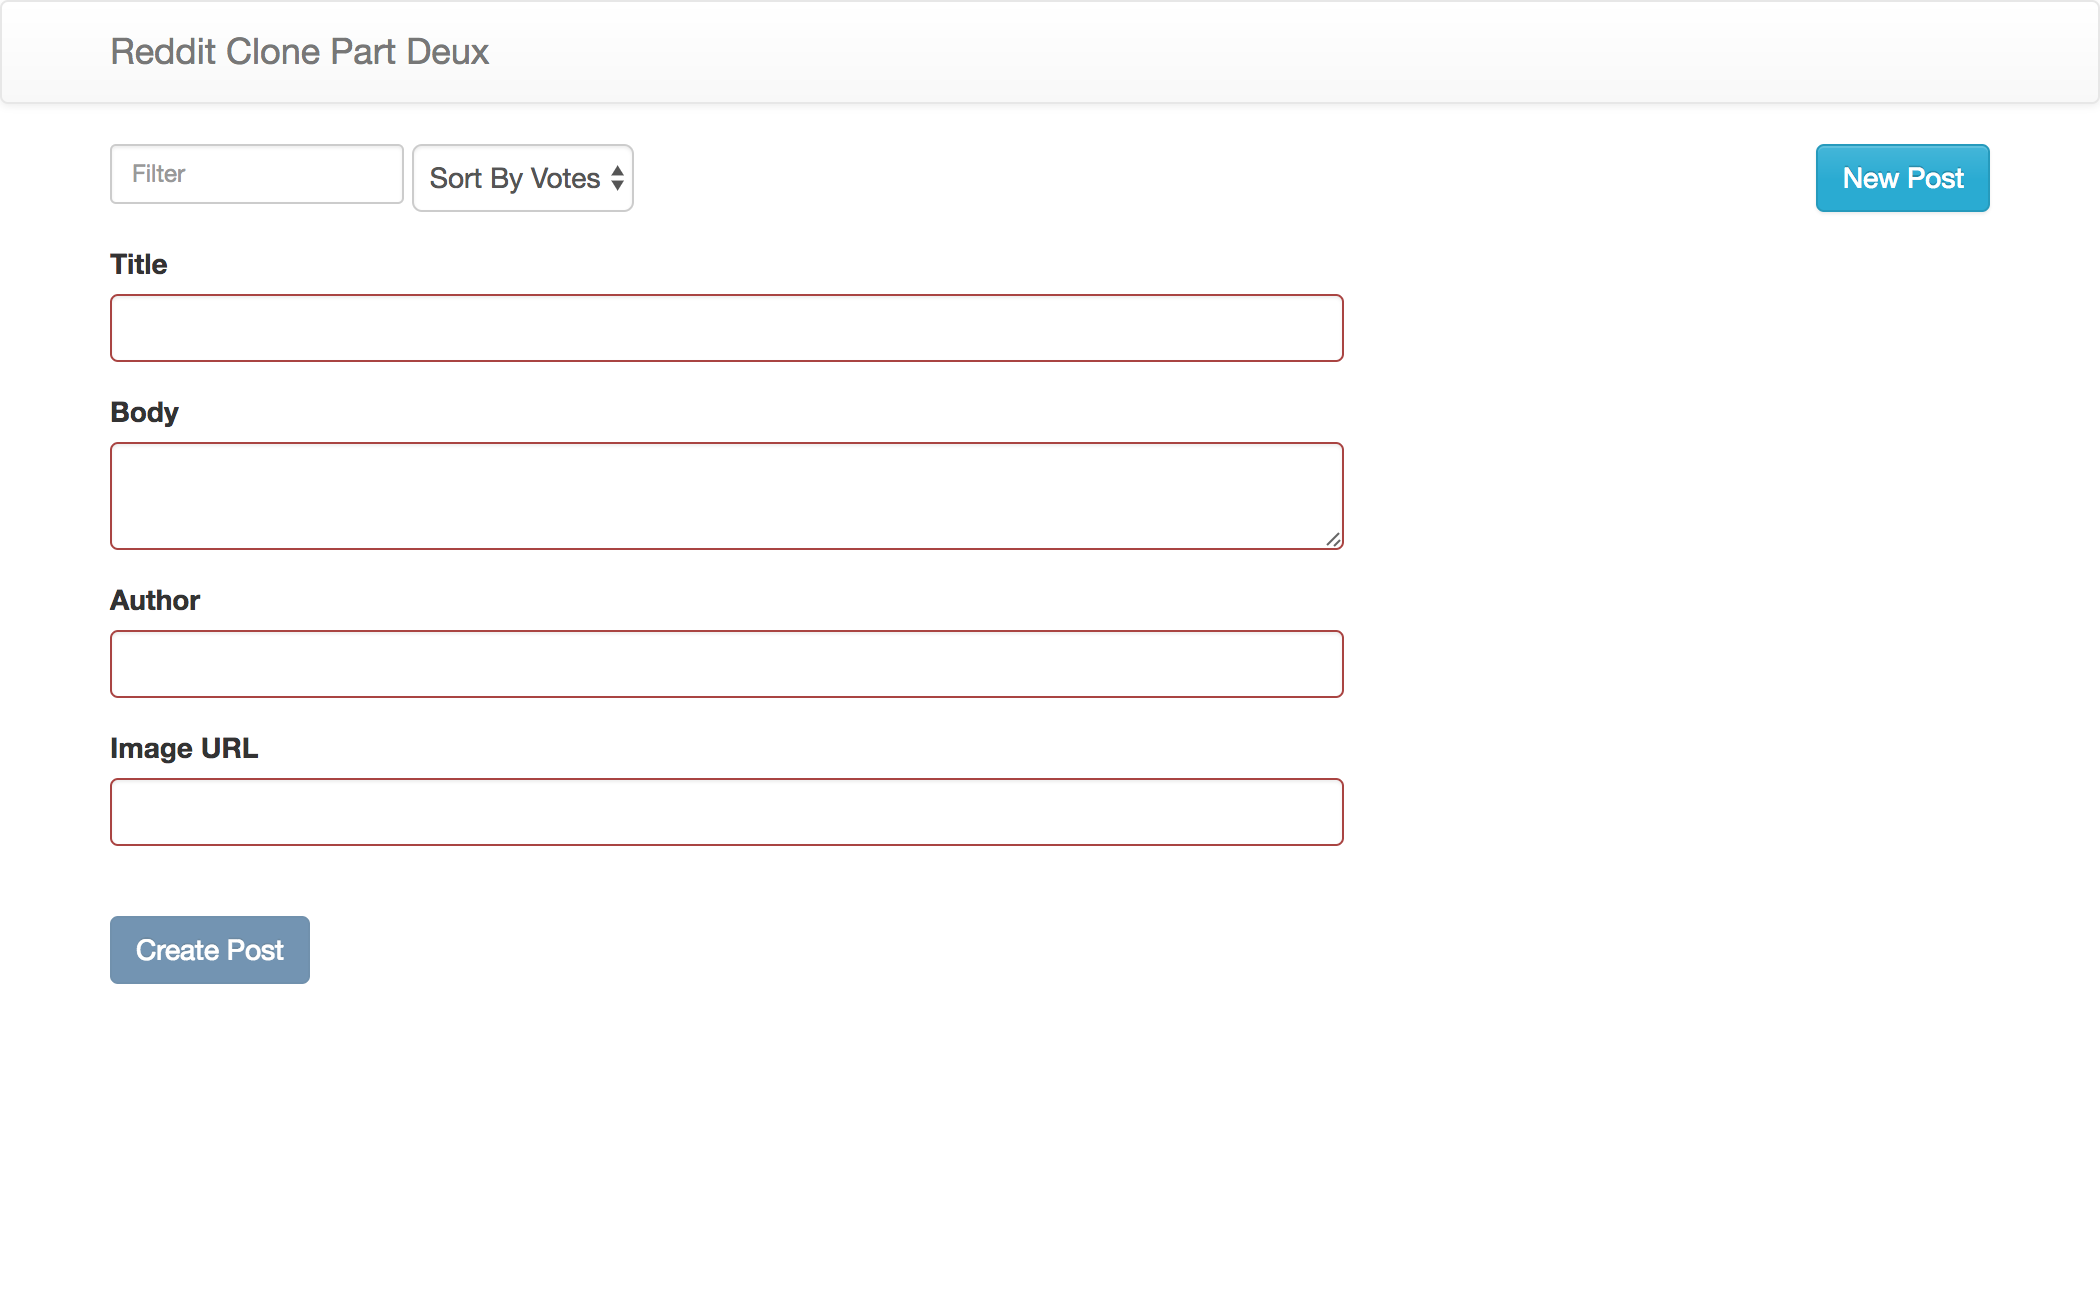 Reddit Clone Part Deux
Filter
Sort By Votes
New Post
Title
Body
Author
Image URL
Create Post